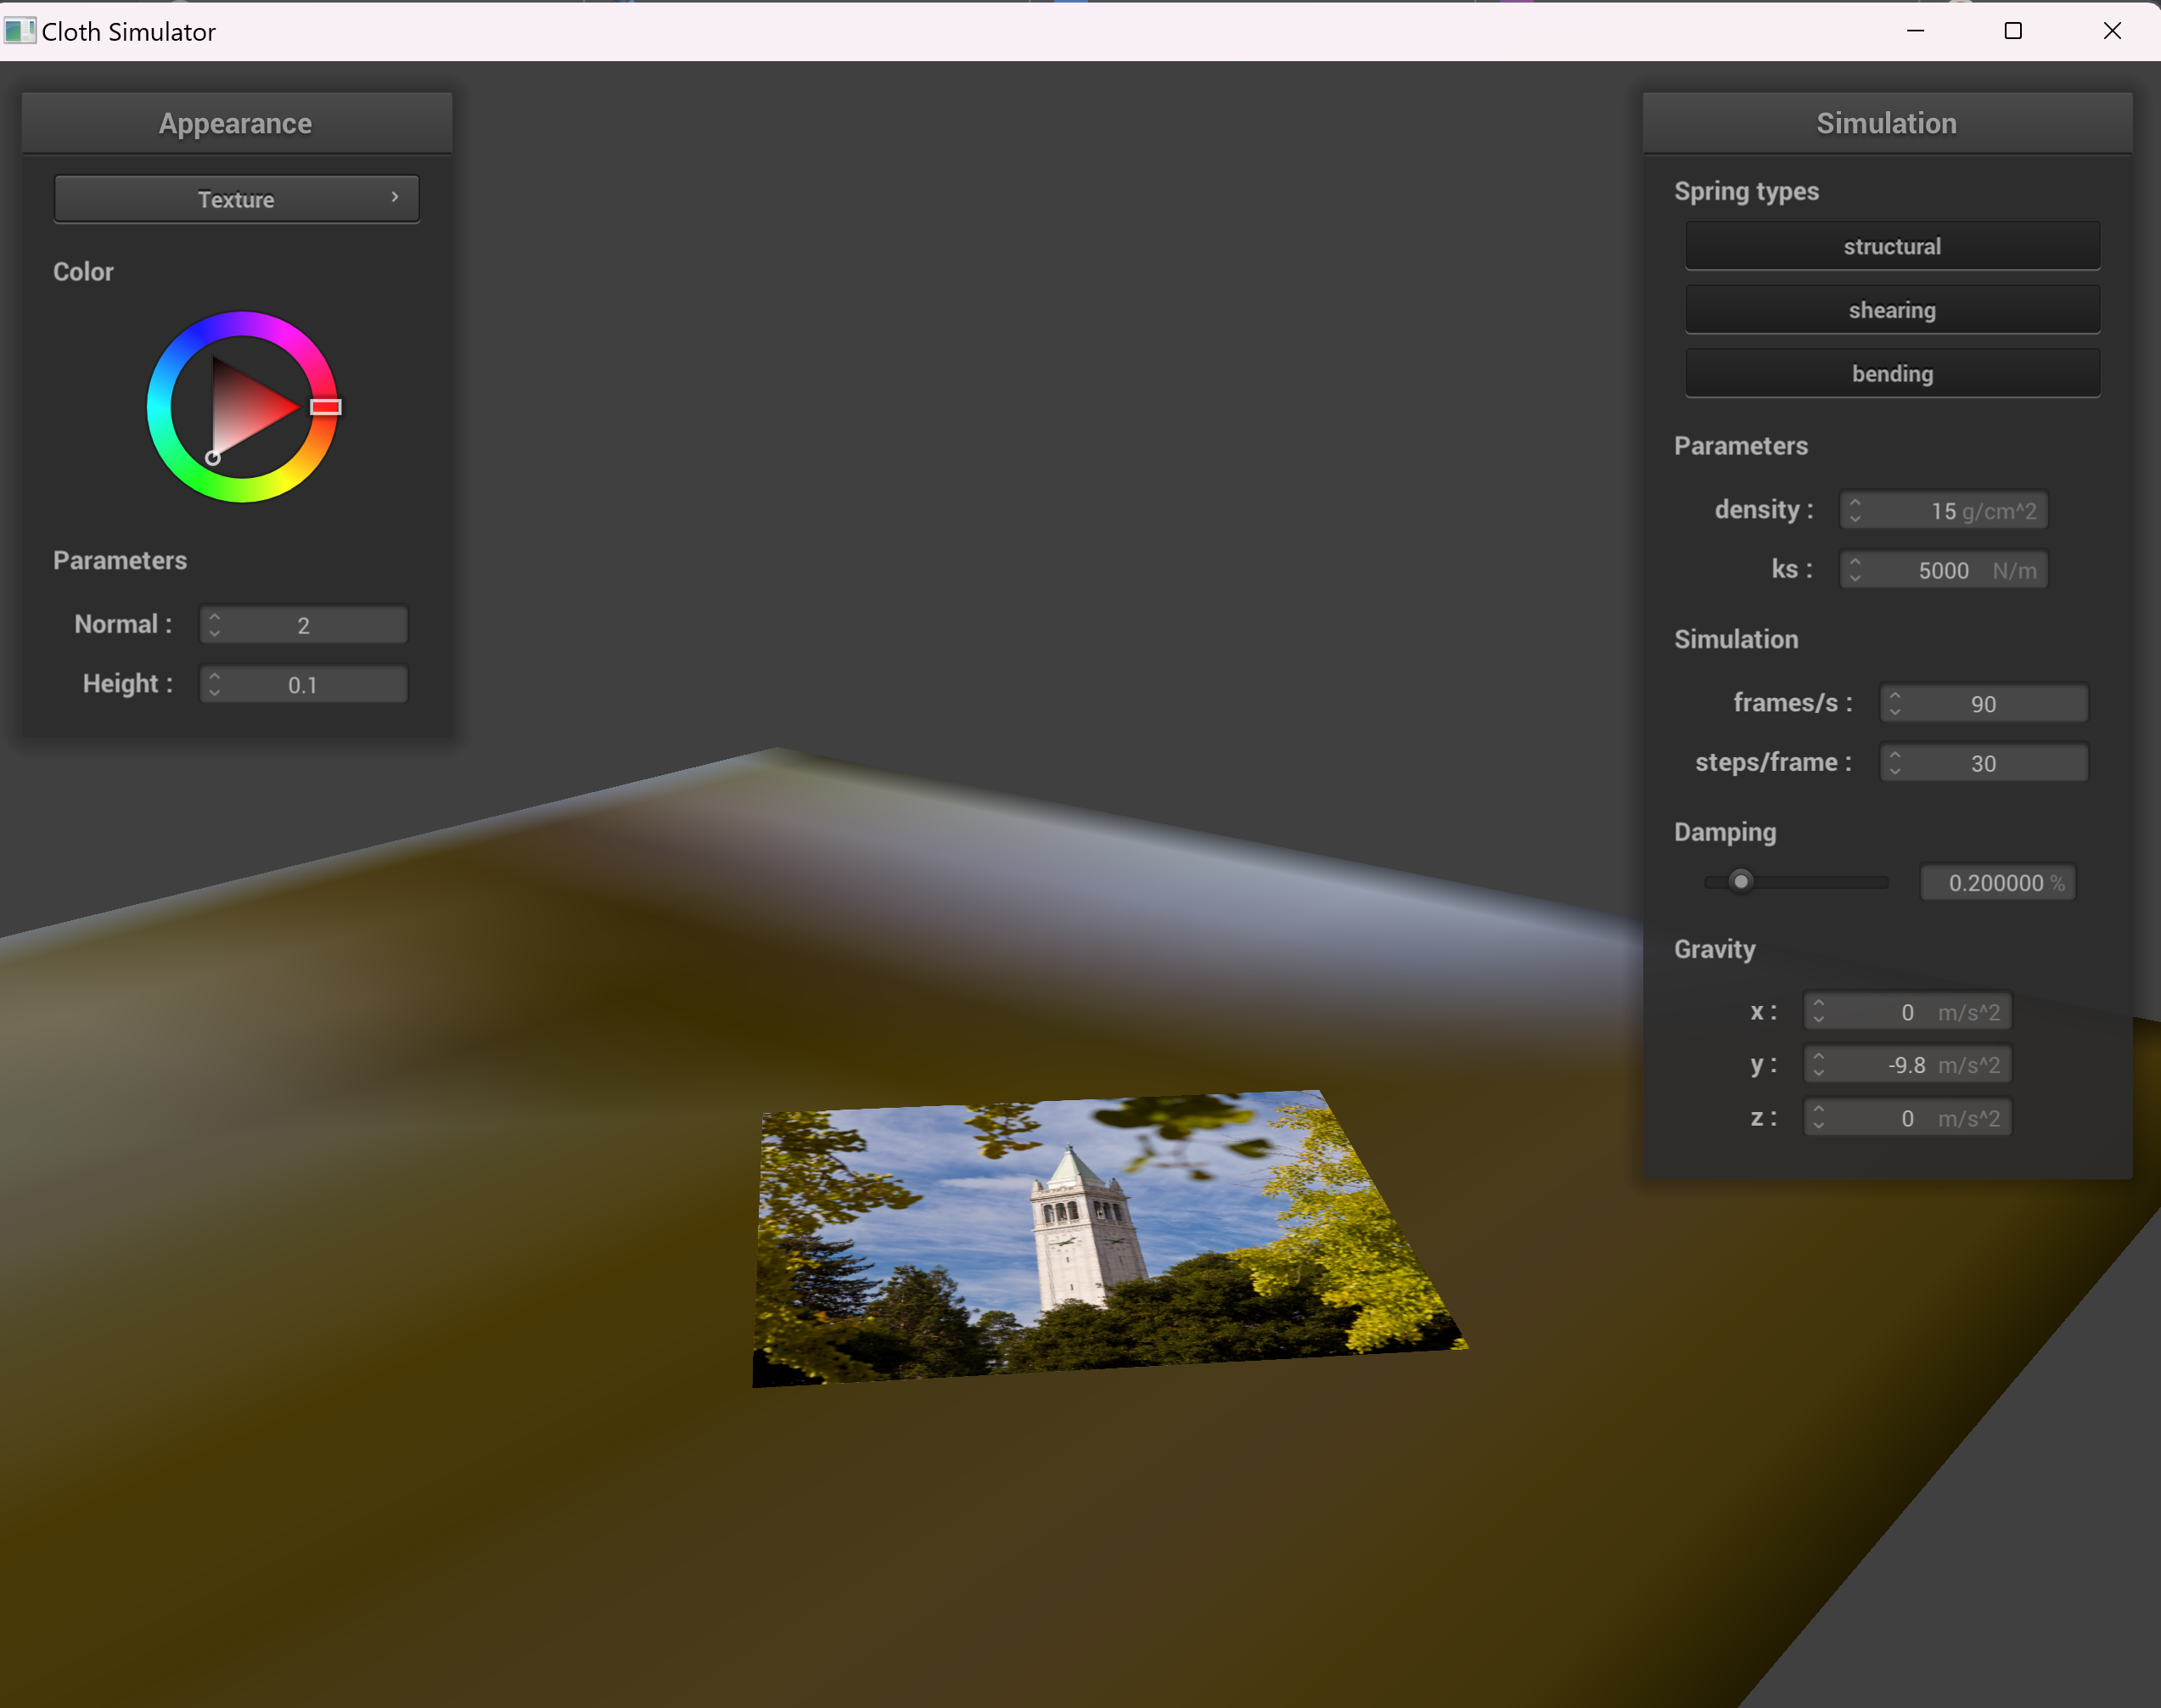 Cloth Simulator
Appearance
Texture
Color
Parameters
Normal : 2
Height : 0.1
Simulation
Spring types
structural
shearing
bending
Parameters
density : 15 g/cm^2
ks : 5000 N/m
Simulation
frames/s : 90
steps/frame : 30
Damping
0.200000 %
Gravity
x : 0 m/s^2
y : -9.8 m/s^2
z : 0 m/s^2